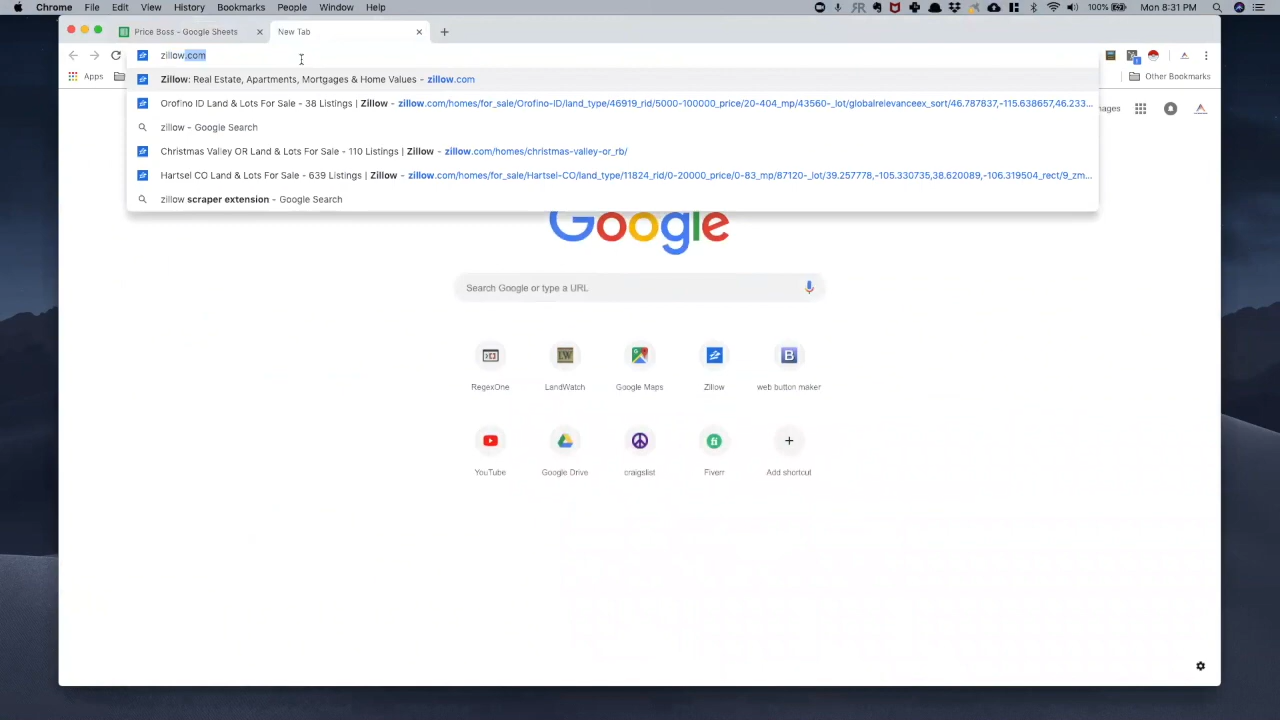 Chrome File Edit View History Bookmarks People Window Help 100% Mon 8:31 PM
Price Boss - Google Sheets New Tab
zillow.com
Apps Other Bookmarks
Zillow: Real Estate, Apartments, Mortgages & Home Values - zillow.com
Orofino ID Land & Lots For Sale - 38 Listings | Zillow - zillow.com/homes/for_sale/Orofino-ID/land_type/46919_rid/5000-100000_price/20-404_mp/43560-_lot/globalrelevanceex_sort/46.787837,-115.638657,46.233...
zillow - Google Search
Christmas Valley OR Land & Lots For Sale - 110 Listings | Zillow - zillow.com/homes/christmas-valley-or_rb/
Hartsel CO Land & Lots For Sale - 639 Listings | Zillow - zillow.com/homes/for_sale/Hartsel-CO/land_type/11824_rid/0-20000_price/0-83_mp/87120-_lot/39.257778,-105.330735,38.620089,-106.319504_rect/9_zm...
zillow scraper extension - Google Search
Google
Search Google or type a URL
RegexOne LandWatch Google Maps Zillow web button maker
YouTube Google Drive craigslist Fiverr Add shortcut